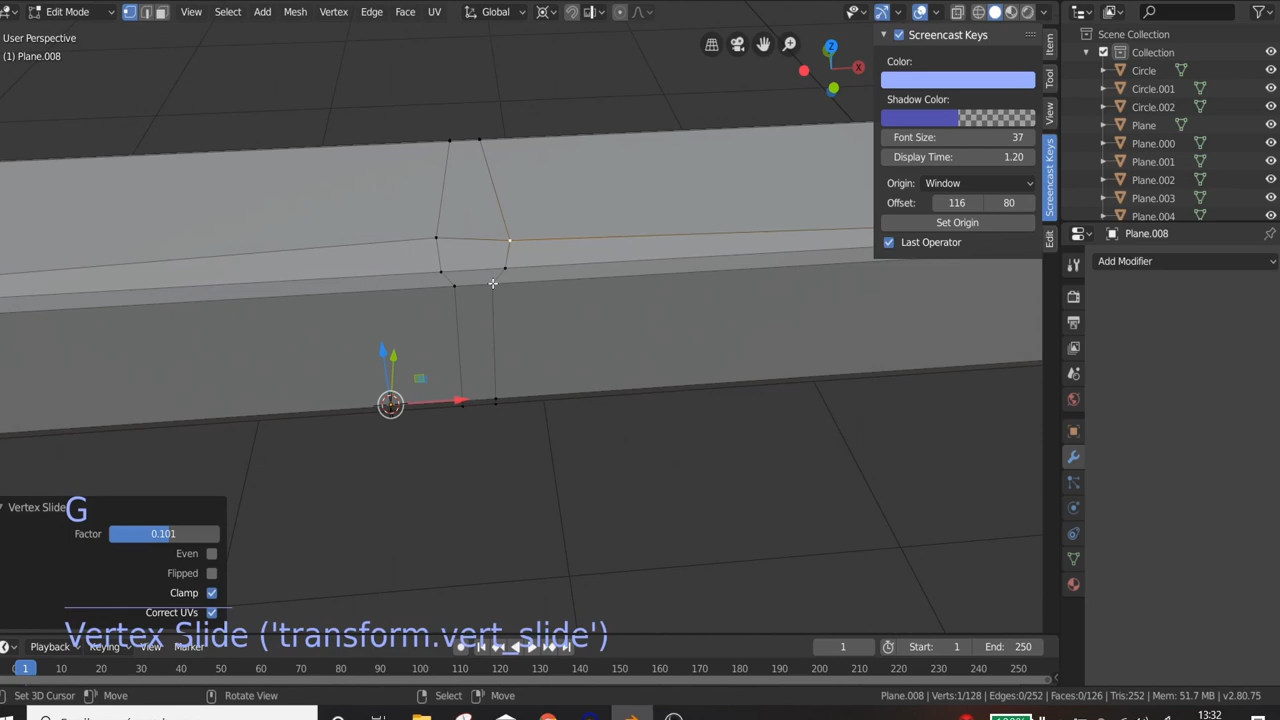 Edit Mode View Select Add Mesh Vertex Edge Face UV Global
User Perspective
(1) Plane.008
Z
X
Screencast Keys
Color:
Shadow Color:
Font Size: 37
Display Time: 1.20
Origin: Window
Offset: 116 80
Set Origin
Last Operator
Item
Tool
View
Screencast Keys
Edit
Scene Collection
Collection
Circle
Circle.001
Circle.002
Plane
Plane.000
Plane.001
Plane.002
Plane.003
Plane.004
Plane.008
Add Modifier
Vertex Slide
G
Factor 0.101
Even
Flipped
Clamp
Correct UVs
Vertex Slide ('transform.vert_slide')
Playback Keying View Marker 1 Start: 1 End: 250
1 10 20 30 40 50 60 70 80 90 100 110 120 130 140 150 160 170 180 190 200 210 220 230 240 250
Set 3D Cursor Move Rotate View Select Move Plane.008 | Verts:1/128 | Edges:0/252 | Faces:0/126 | Tris:252 | Mem: 51.7 MB | v2.80.75
13:32